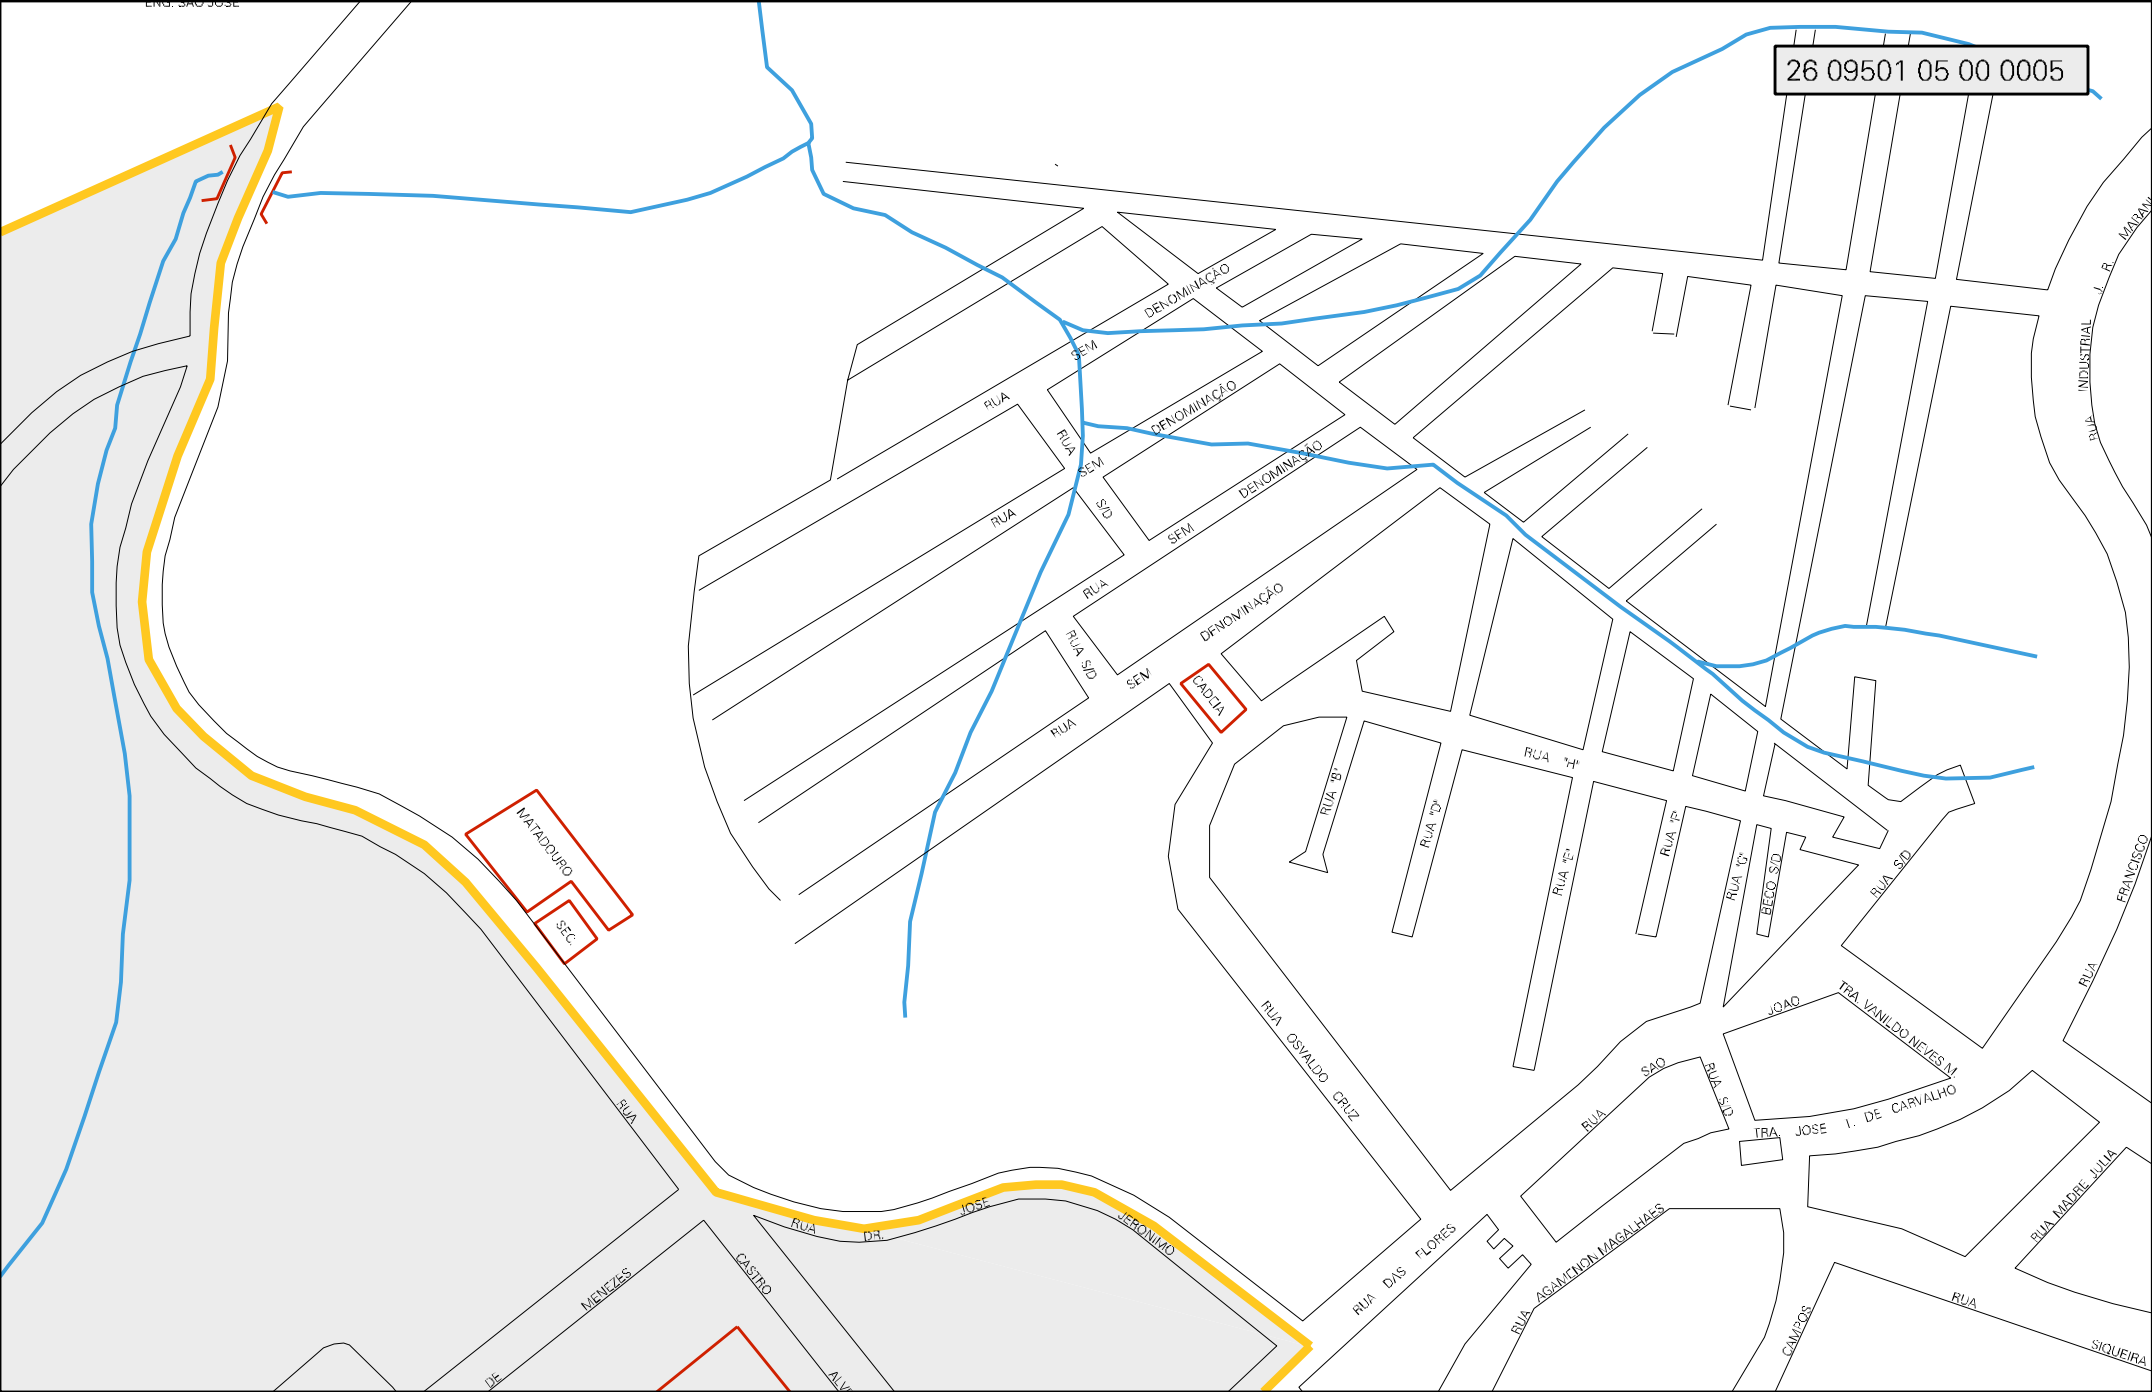 ENG. SAO JOSE
26 09501 05 00 0005
RUA INDUSTRIAL J. R.
RUA SEM DENOMINAÇÃO
RUA SEM DENOMINAÇÃO
RUA S/D
RUA SEM DENOMINAÇÃO
RUA S/D
RUA SEM DENOMINAÇÃO
CADEIA
MATADOURO
SEC.
RUA "B"
RUA "D"
RUA "H"
RUA "E"
RUA "F"
RUA "G"
BECO S/D
RUA S/D
RUA FRANCISCO
RUA OSVALDO CRUZ
RUA SAO JOAO
RUA S/D
TRA. VANILDO NEVES M.
TRA. JOSE I. DE CARVALHO
RUA MADRE JULIA
RUA
RUA DR. JOSE JERONIMO
CASTRO
DE MENEZES
RUA DAS FLORES
RUA AGAMENON MAGALHAES
CAMPOS
RUA SIQUEIRA